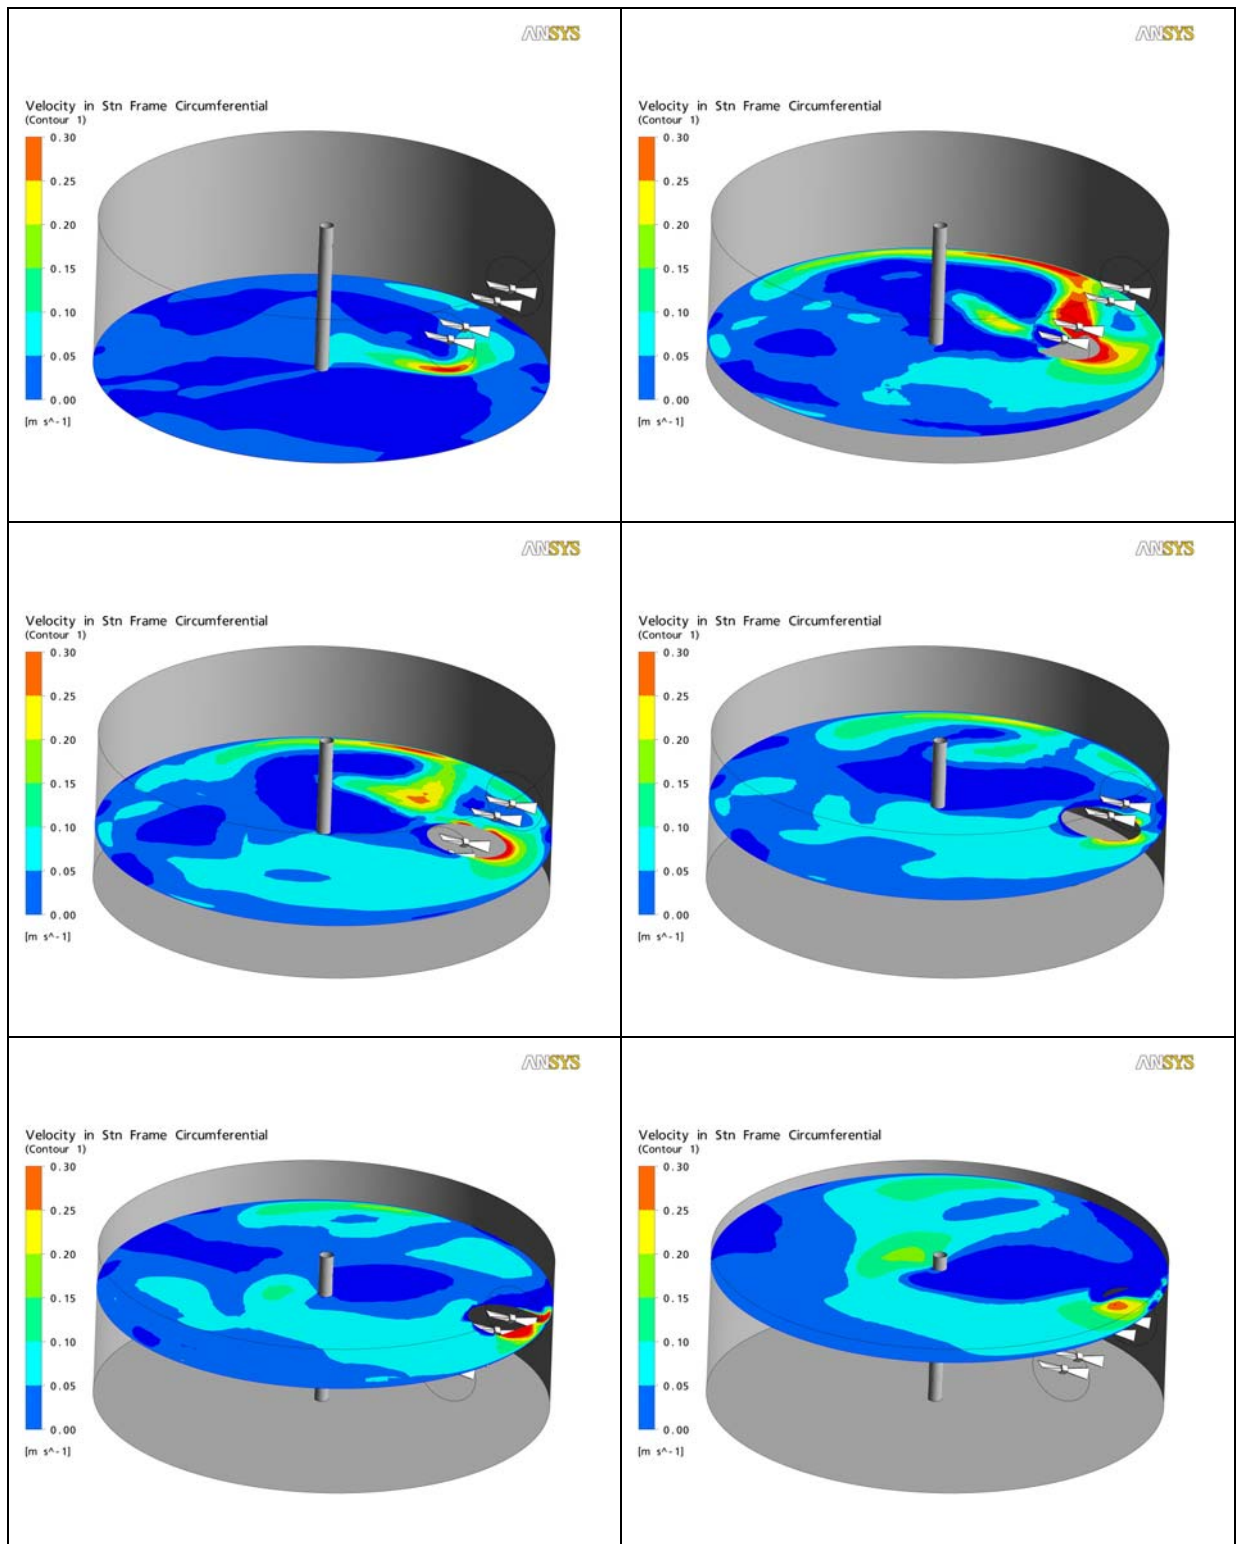 ANSYS
Velocity in Stn Frame Circumferential
(Contour 1)
0.30
0.25
0.20
0.15
0.10
0.05
0.00
[m s^-1]
ANSYS
Velocity in Stn Frame Circumferential
(Contour 1)
0.30
0.25
0.20
0.15
0.10
0.05
0.00
[m s^-1]
ANSYS
Velocity in Stn Frame Circumferential
(Contour 1)
0.30
0.25
0.20
0.15
0.10
0.05
0.00
[m s^-1]
ANSYS
Velocity in Stn Frame Circumferential
(Contour 1)
0.30
0.25
0.20
0.15
0.10
0.05
0.00
[m s^-1]
ANSYS
Velocity in Stn Frame Circumferential
(Contour 1)
0.30
0.25
0.20
0.15
0.10
0.05
0.00
[m s^-1]
ANSYS
Velocity in Stn Frame Circumferential
(Contour 1)
0.30
0.25
0.20
0.15
0.10
0.05
0.00
[m s^-1]